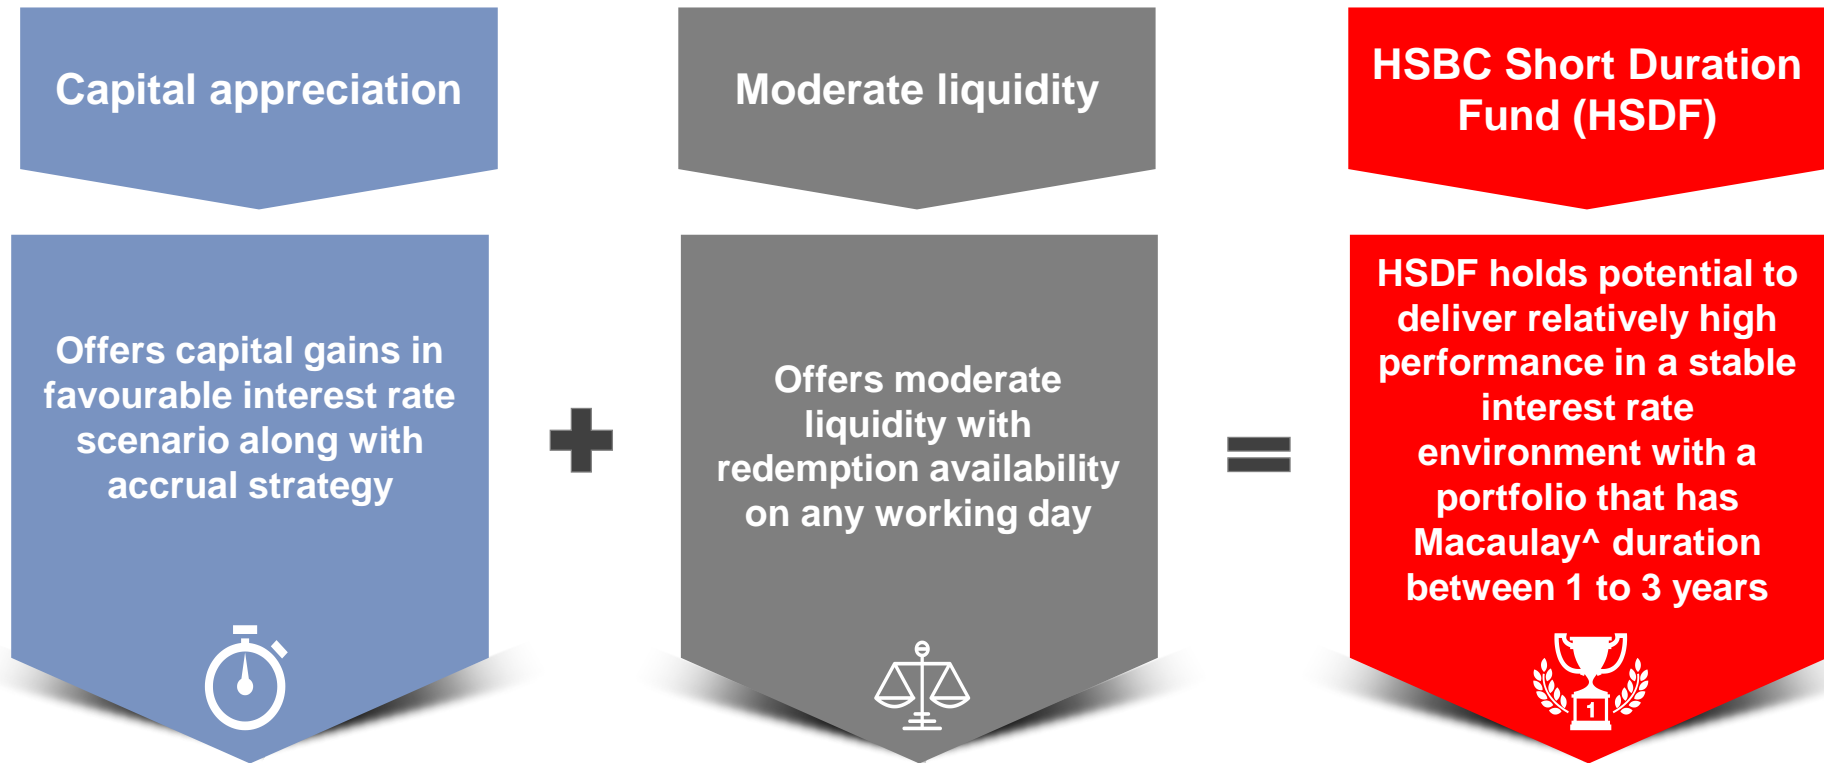 Capital appreciation
Offers capital gains in
favourable interest rate
scenario along with
accrual strategy
Moderate liquidity
Offers moderate
liquidity with
redemption availability
on any working day
HSBC Short Duration
Fund (HSDF)
HSDF holds potential to
deliver relatively high
performance in a stable
interest rate
environment with a
portfolio that has
Macaulay^ duration
between 1 to 3 years
1